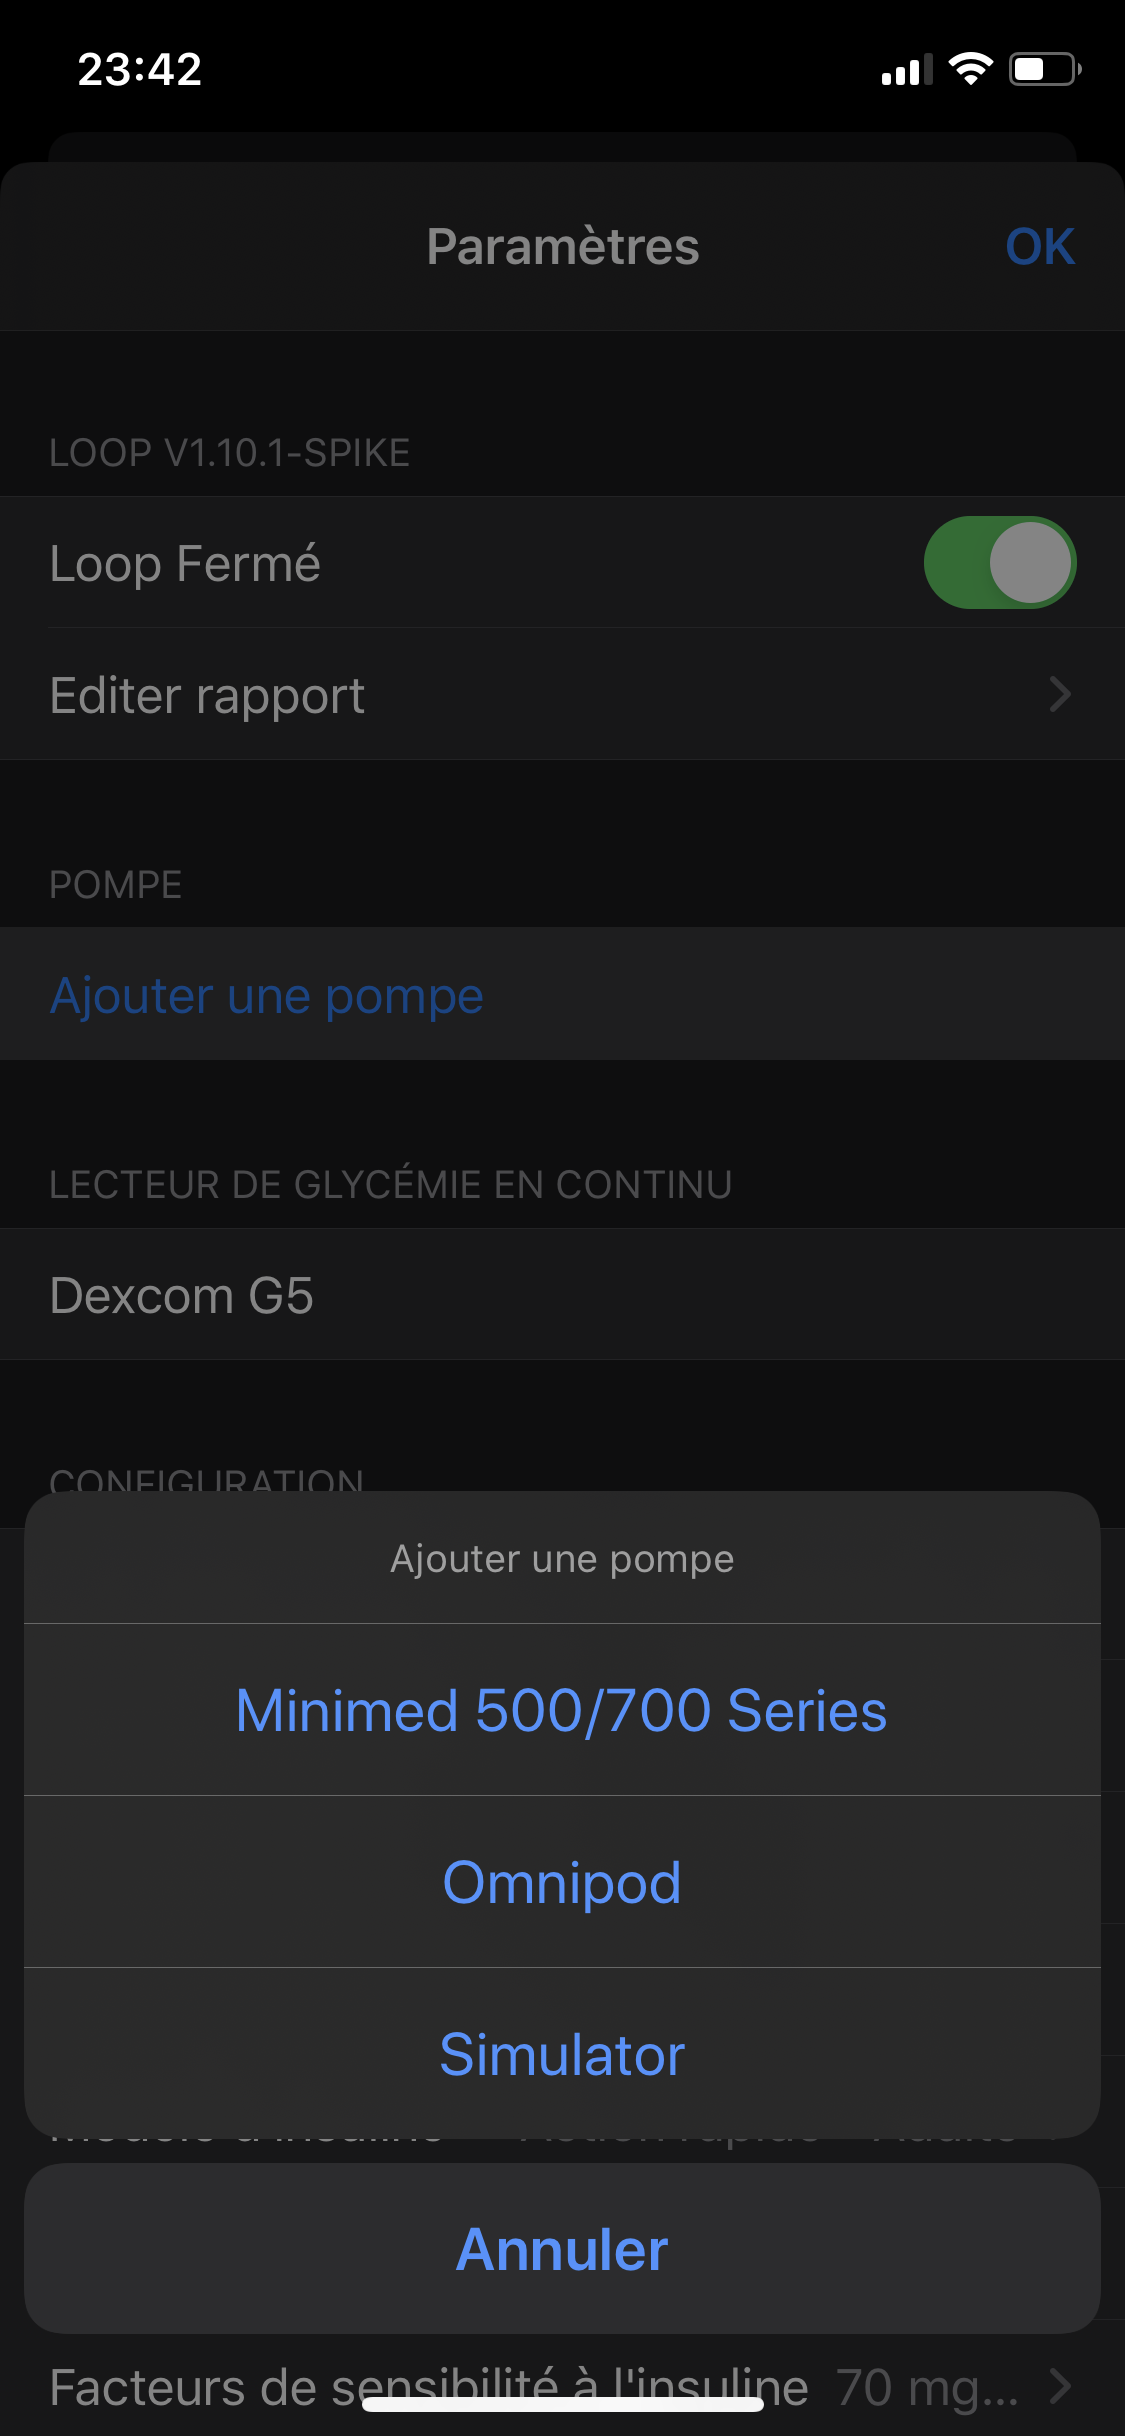 23:42
Paramètres
OK
LOOP V1.10.1-SPIKE
Loop Fermé
Editer rapport
POMPE
Ajouter une pompe
LECTEUR DE GLYCÉMIE EN CONTINU
Dexcom G5
CONFIGURATION
Ajouter une pompe
Minimed 500/700 Series
Omnipod
Simulator
Annuler
Facteurs de sensibilité à l'insuline 70 mg...